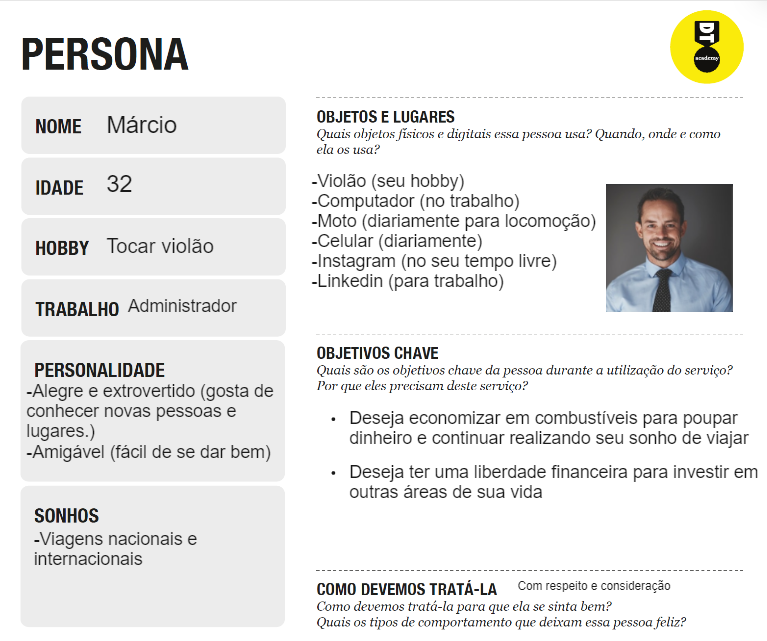 PERSONA
DT
academy
NOME Márcio
IDADE 32
HOBBY Tocar violão
TRABALHO Administrador
PERSONALIDADE
-Alegre e extrovertido (gosta de
conhecer novas pessoas e
lugares.)
-Amigável (fácil de se dar bem)
SONHOS
-Viagens nacionais e
internacionais
OBJETOS E LUGARES
Quais objetos físicos e digitais essa pessoa usa? Quando, onde e como
ela os usa?
-Violão (seu hobby)
-Computador (no trabalho)
-Moto (diariamente para locomoção)
-Celular (diariamente)
-Instagram (no seu tempo livre)
-Linkedin (para trabalho)
OBJETIVOS CHAVE
Quais são os objetivos chave da pessoa durante a utilização do serviço?
Por que eles precisam deste serviço?
• Deseja economizar em combustíveis para poupar
dinheiro e continuar realizando seu sonho de viajar
• Deseja ter uma liberdade financeira para investir em
outras áreas de sua vida
COMO DEVEMOS TRATÁ-LA Com respeito e consideração
Como devemos tratá-la para que ela se sinta bem?
Quais os tipos de comportamento que deixam essa pessoa feliz?